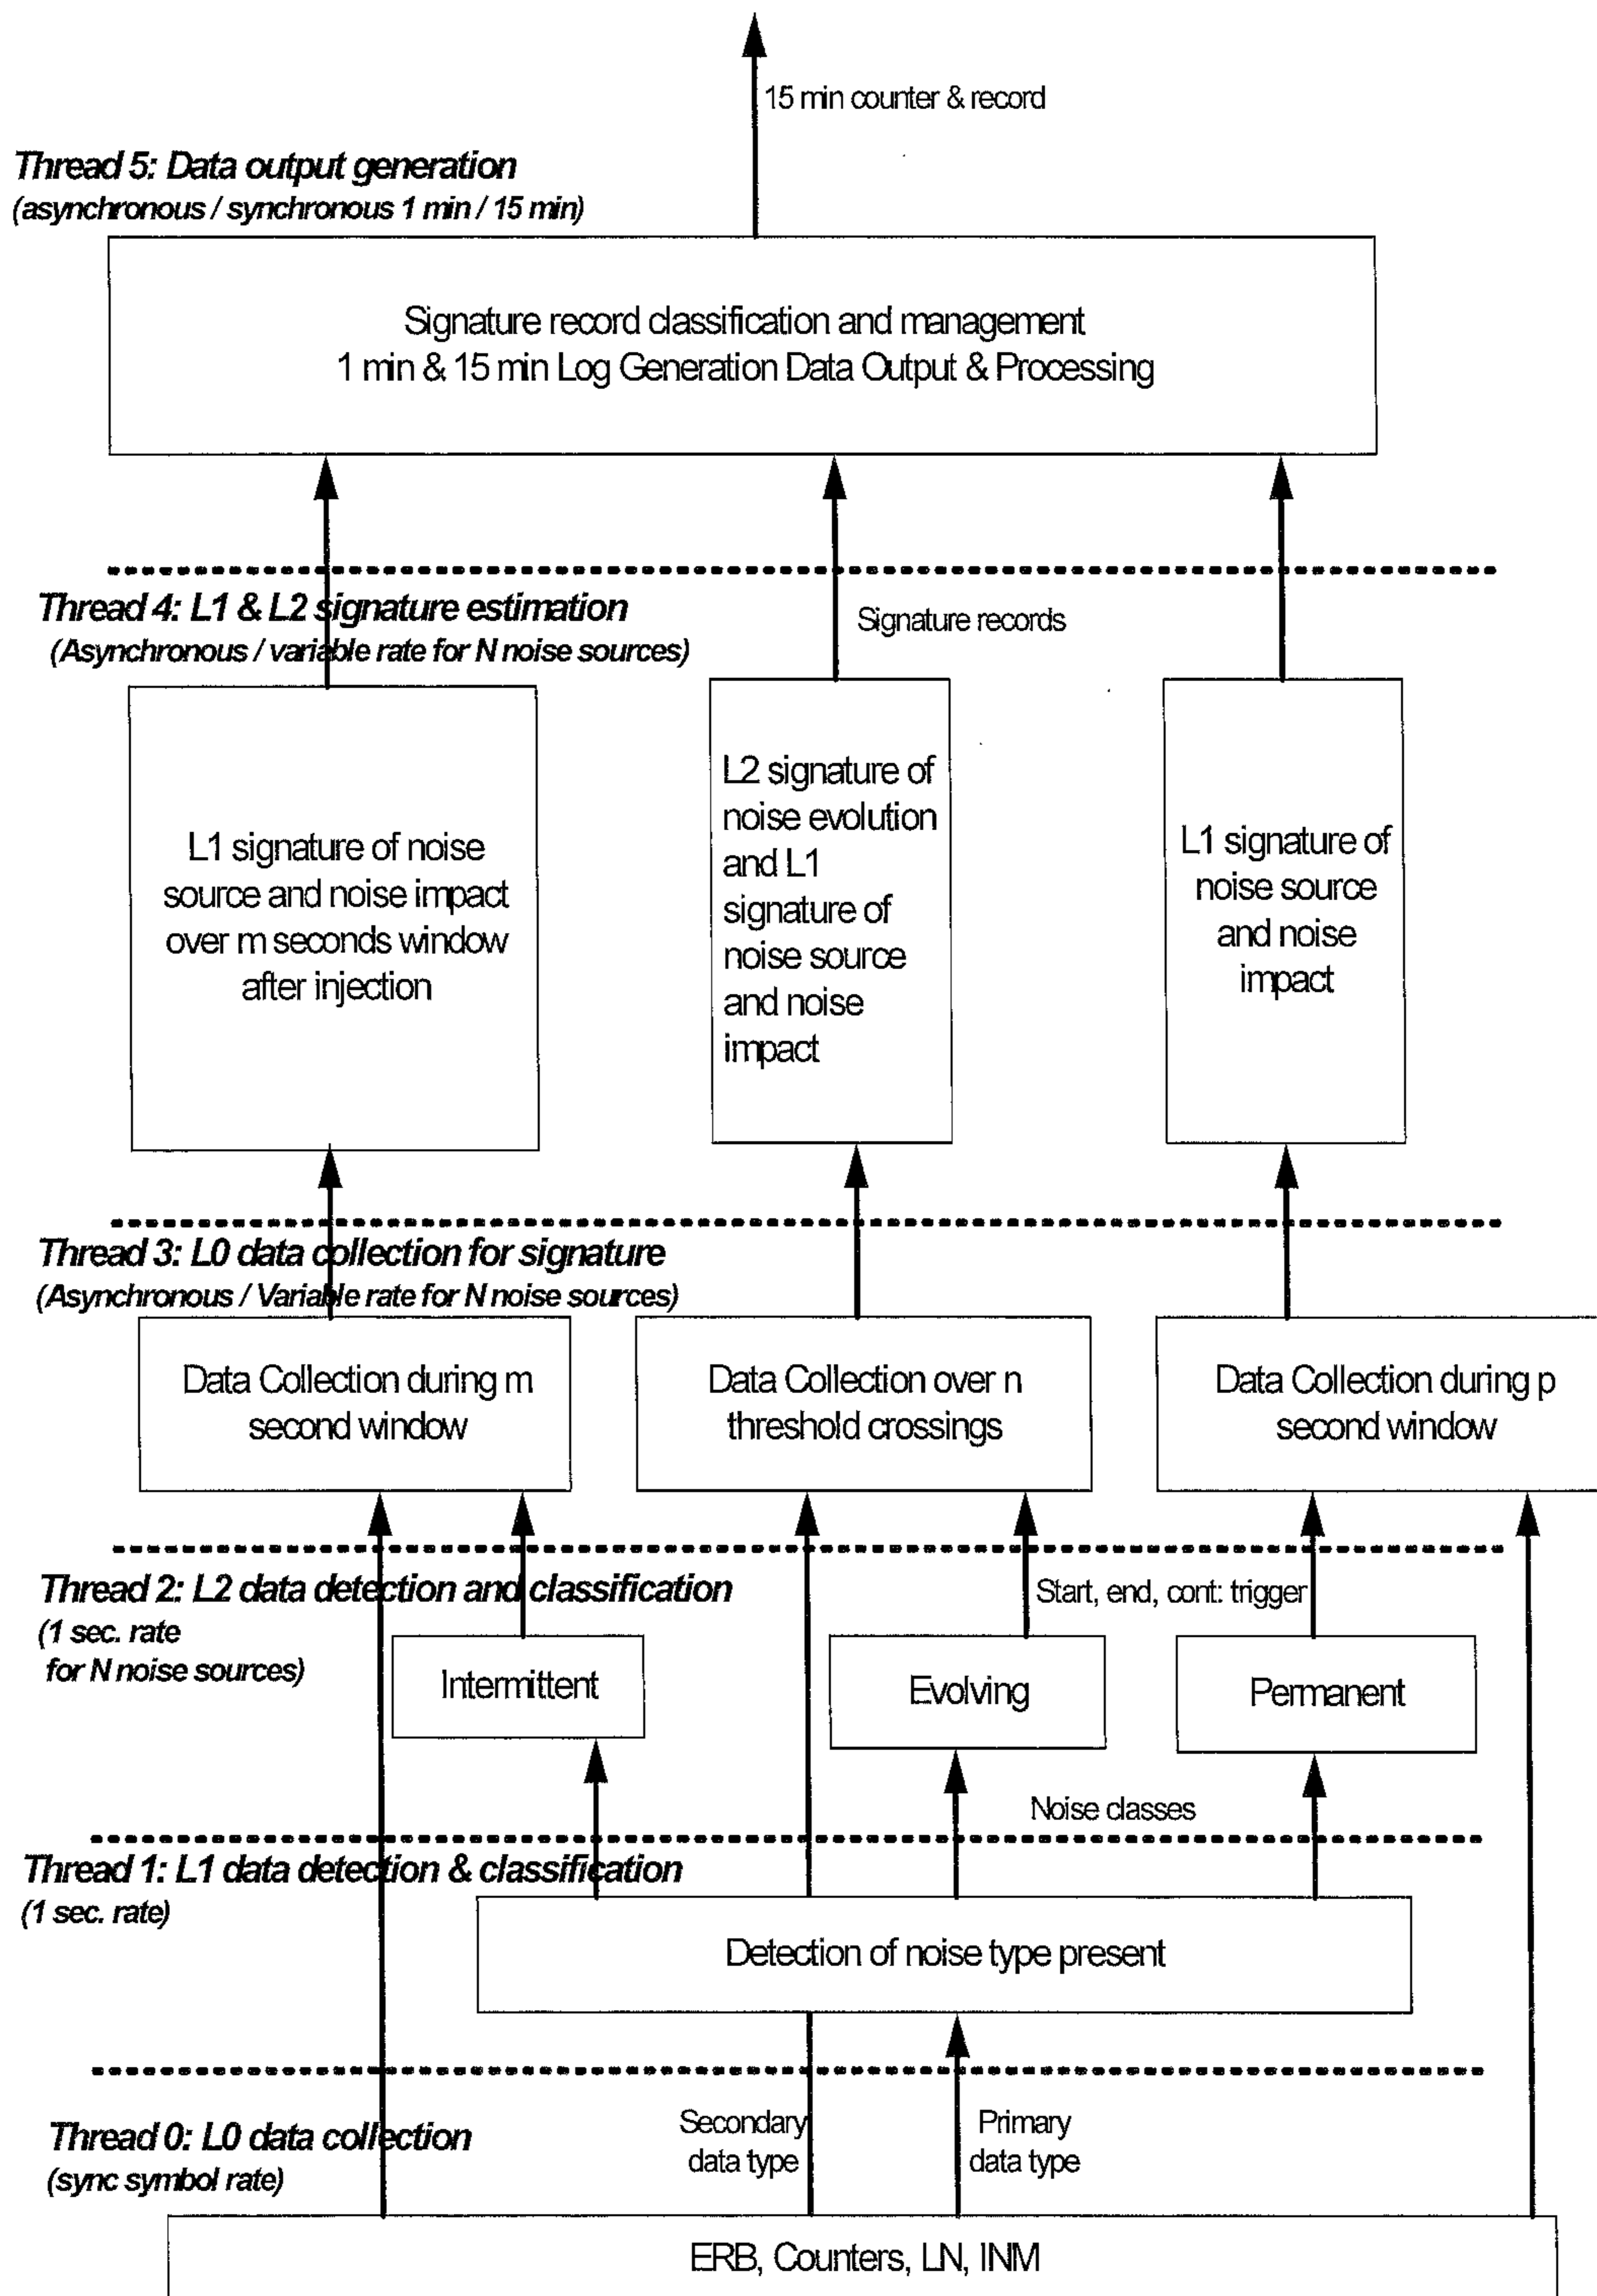 15 min counter & record
Thread 5: Data output generation
(asynchronous / synchronous 1 min / 15 min)
Signature record classification and management
1 min & 15 min Log Generation Data Output & Processing
Thread 4: L1 & L2 signature estimation
(Asynchronous / variable rate for N noise sources)
Signature records
L1 signature of noise
source and noise impact
over m seconds window
after injection
L2 signature of
noise evolution
and L1
signature of
noise source
and noise
impact
L1 signature of
noise source
and noise
impact
Thread 3: L0 data collection for signature
(Asynchronous / Variable rate for N noise sources)
Data Collection during m
second window
Data Collection over n
threshold crossings
Data Collection during p
second window
Thread 2: L2 data detection and classification
(1 sec. rate
for N noise sources)
Start, end, cont: trigger
Intermittent
Evolving
Permanent
Noise classes
Thread 1: L1 data detection & classification
(1 sec. rate)
Detection of noise type present
Thread 0: L0 data collection
(sync symbol rate)
Secondary
data type
Primary
data type
ERB, Counters, LN, INM